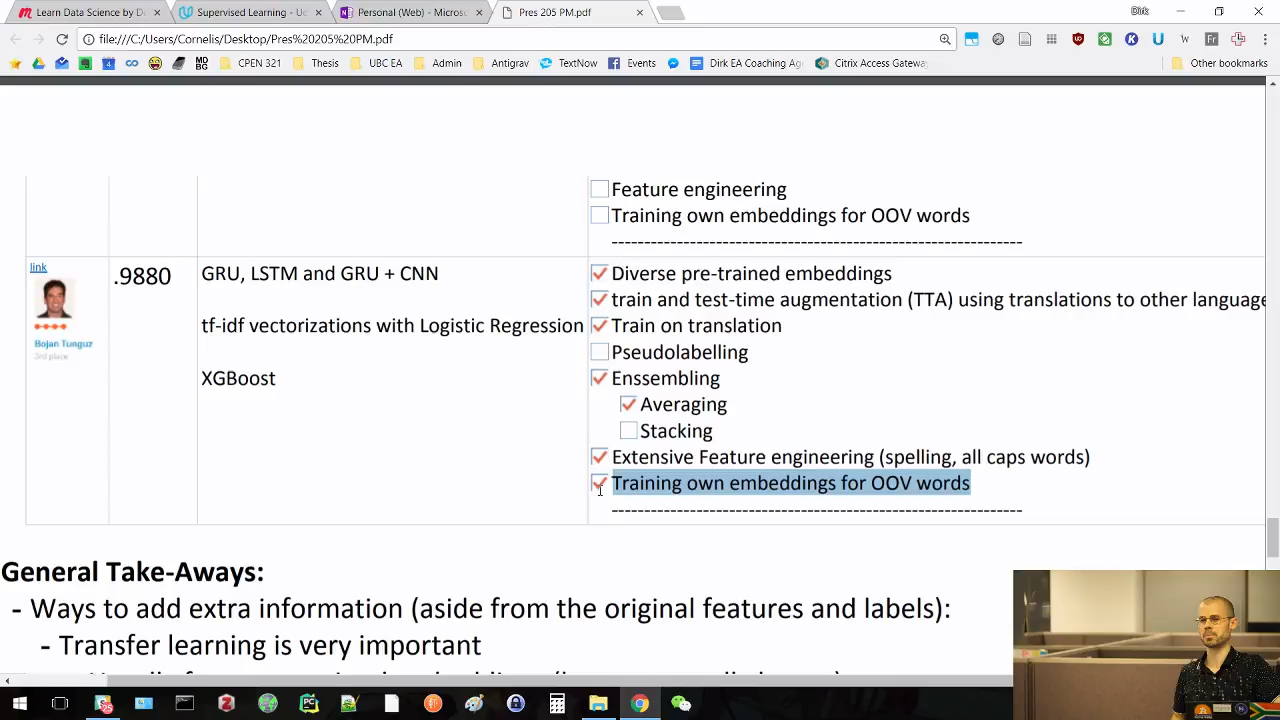 Learn Data Science by D
Supervised Learning - Ud
Personal (Web) - Microso
Pres 205 PM.pdf
file:///C:/Users/Cornelis/Desktop/Pres%20205%20PM.pdf
CPEN 321
Thesis
UBC EA
Admin
Antigrav
TextNow
Events
Dirk EA Coaching Ag
Citrix Access Gateway
Other bookmarks
Feature engineering
Training own embeddings for OOV words
---------------------------------------------------------------
link
Bojan Tunguz
3rd place
.9880
GRU, LSTM and GRU + CNN
tf-idf vectorizations with Logistic Regression
XGBoost
Diverse pre-trained embeddings
train and test-time augmentation (TTA) using translations to other language
Train on translation
Pseudolabelling
Enssembling
Averaging
Stacking
Extensive Feature engineering (spelling, all caps words)
Training own embeddings for OOV words
---------------------------------------------------------------
General Take-Aways:
- Ways to add extra information (aside from the original features and labels):
- Transfer learning is very important